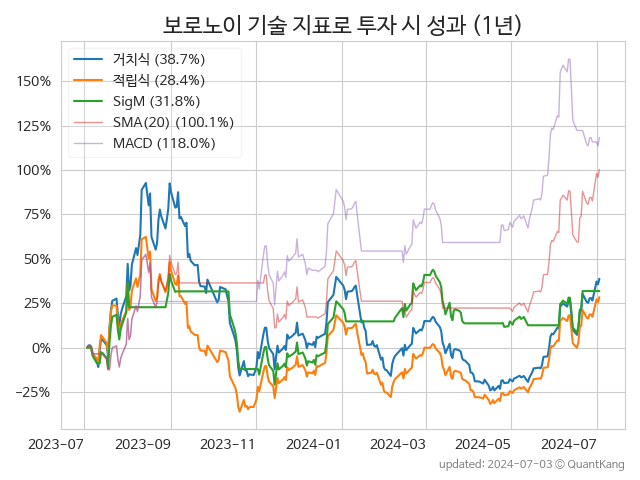 보로노이 기술 지표로 투자 시 성과 (1년)
거치식 (38.7%)
적립식 (28.4%)
SigM (31.8%)
SMA(20) (100.1%)
MACD (118.0%)
150%
125%
100%
75%
50%
25%
0%
−25%
2023-07 2023-09 2023-11 2024-01 2024-03 2024-05 2024-07
updated: 2024-07-03 © QuantKang